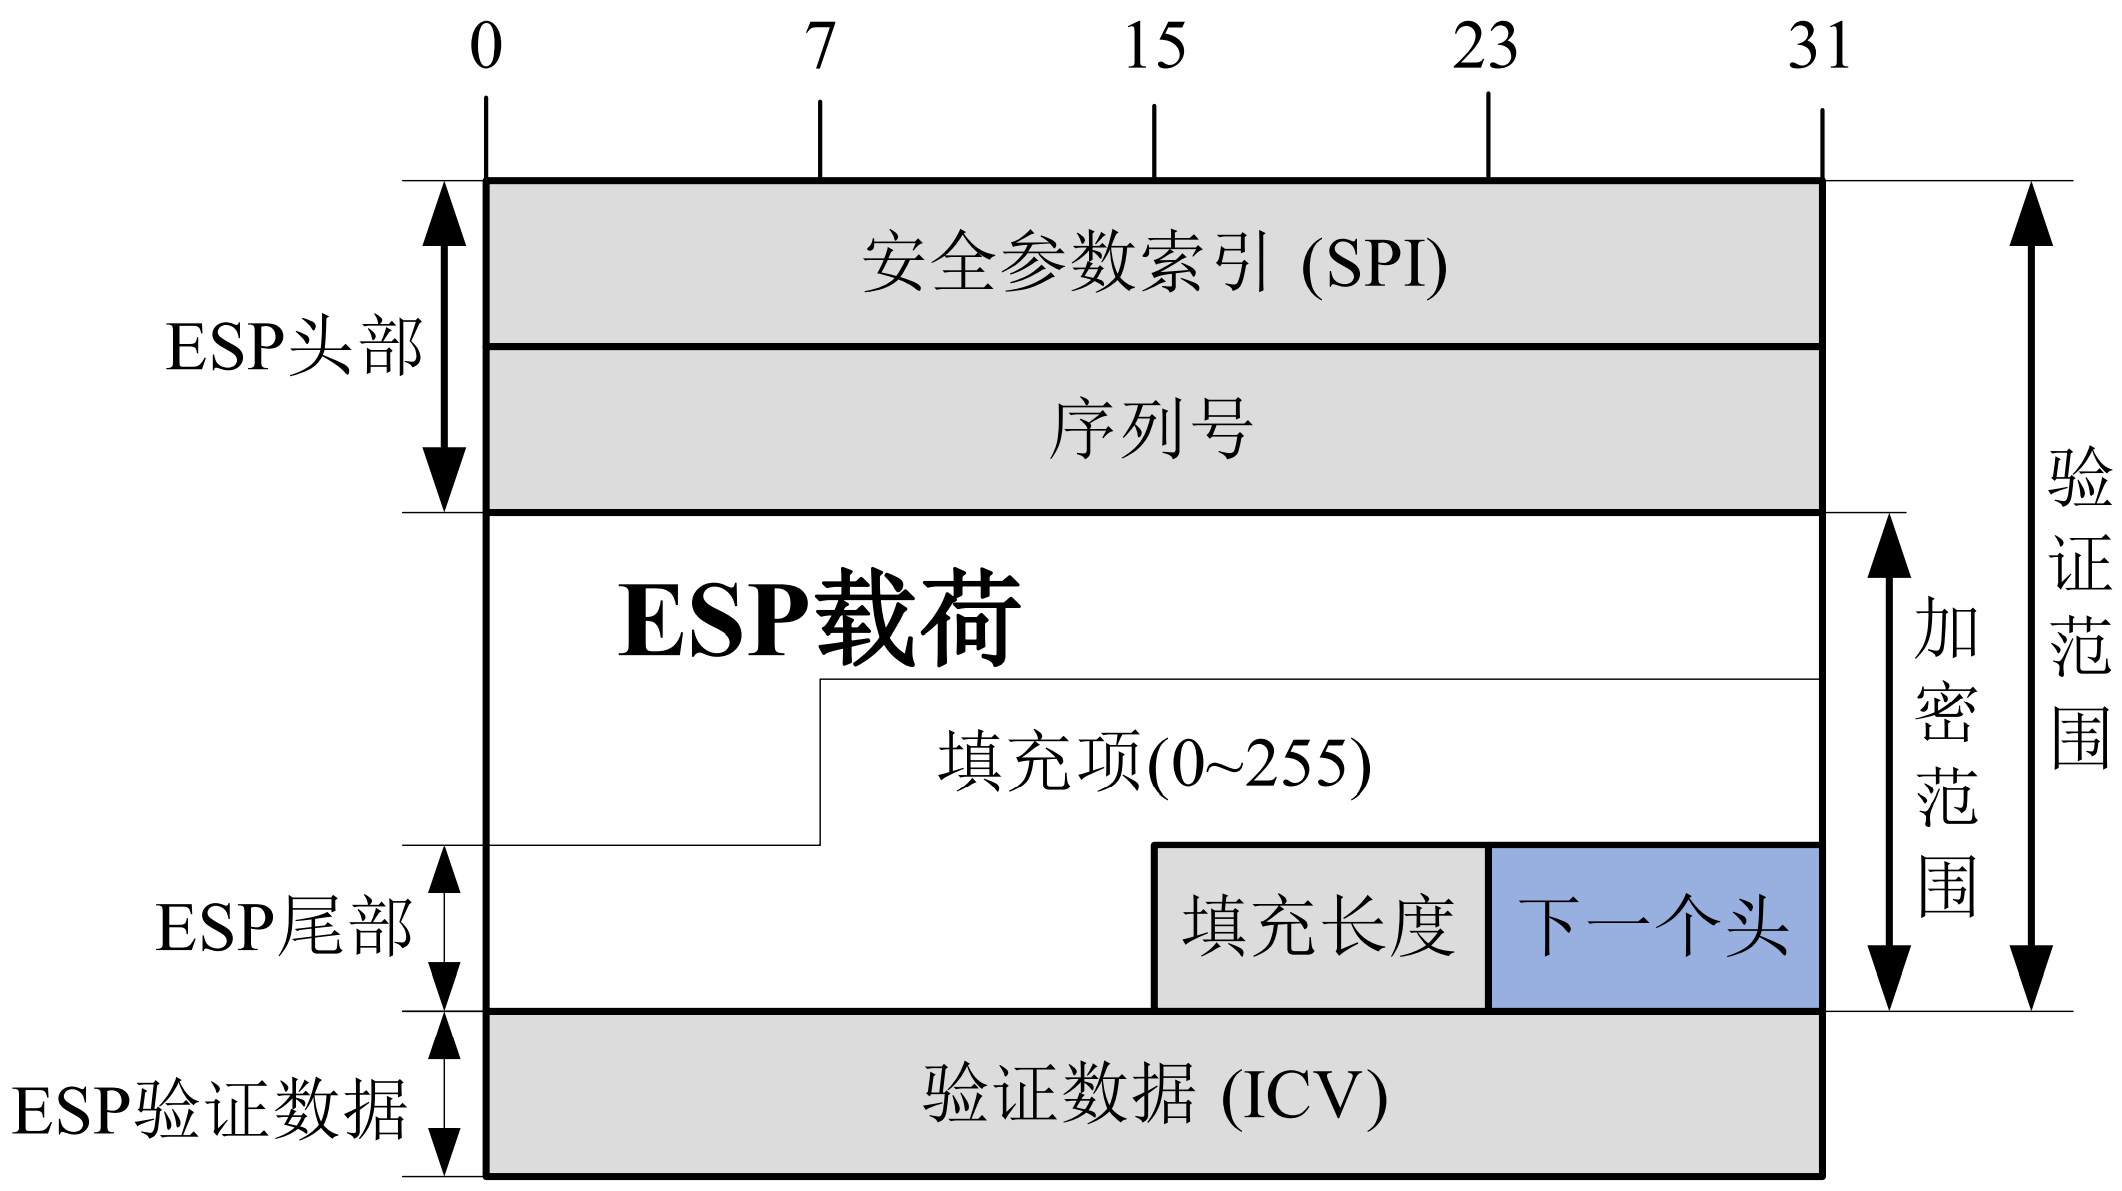 0 7 15 23 31
安全参数索引 (SPI)
ESP头部
序列号
ESP载荷
填充项(0~255)
ESP尾部
填充长度
下一个头
验证数据 (ICV)
ESP验证数据
加密范围
验证范围